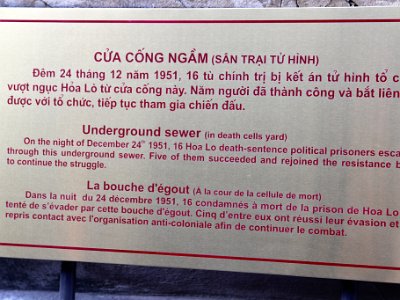 CỬA CỐNG NGẦM (SÂN TRẠI TỬ HÌNH)
Đêm 24 tháng 12 năm 1951, 16 tù chính trị bị kết án tử hình tổ c
vượt ngục Hỏa Lò từ cửa cống này. Năm người đã thành công và bắt liên
được với tổ chức, tiếp tục tham gia chiến đấu.
Underground sewer (in death cells yard)
On the night of December 24th 1951, 16 Hoa Lo death-sentence political prisoners esca
through this underground sewer. Five of them succeeded and rejoined the resistance b
to continue the struggle.
La bouche d'égout (À la cour de la cellule de mort)
Dans la nuit du 24 décembre 1951, 16 condamnés à mort de la prison de Hoa Lo
tenté de s'évader par cette bouche d'égout. Cinq d'entre eux ont réussi leur évasion et
repris contact avec l'organisation anti-coloniale afin de continuer le combat.